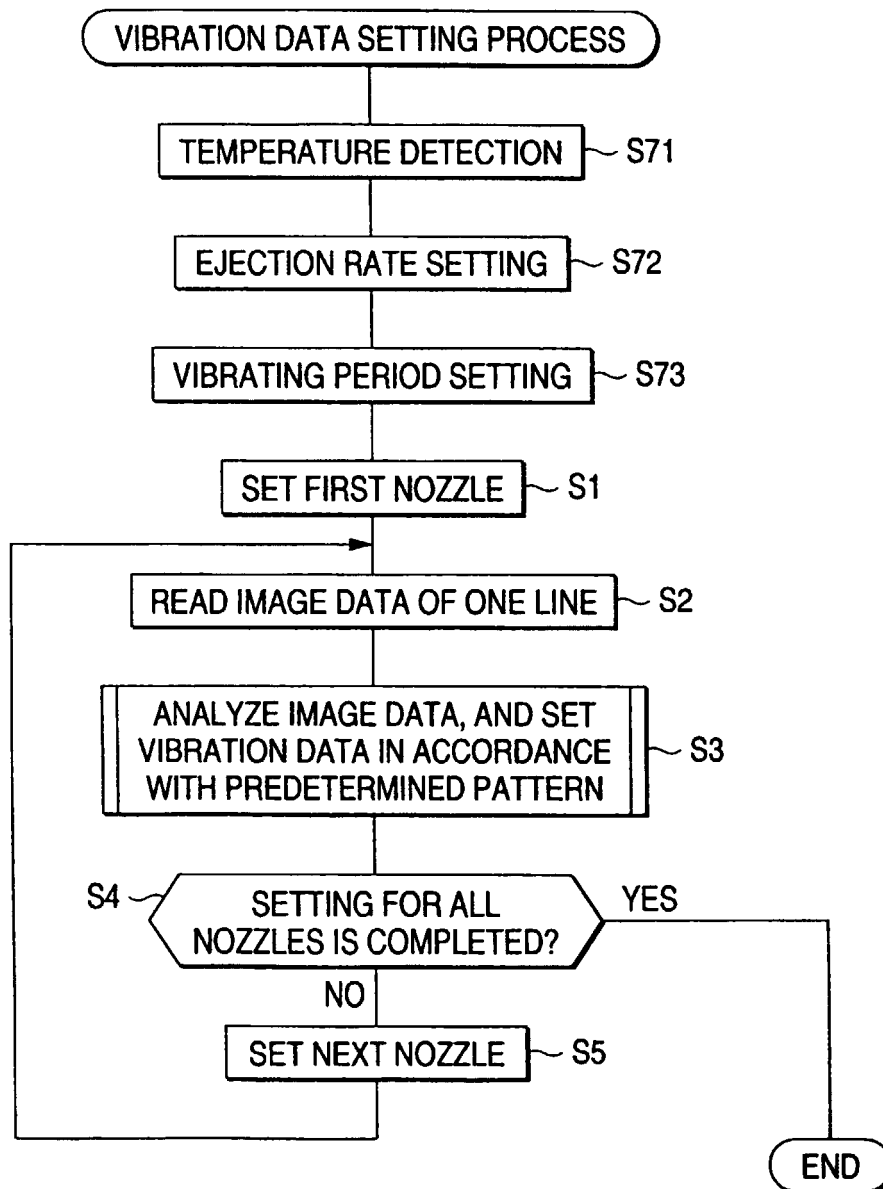 VIBRATION DATA SETTING PROCESS
TEMPERATURE DETECTION S71
EJECTION RATE SETTING S72
VIBRATING PERIOD SETTING S73
SET FIRST NOZZLE S1
READ IMAGE DATA OF ONE LINE S2
ANALYZE IMAGE DATA, AND SET
VIBRATION DATA IN ACCORDANCE
WITH PREDETERMINED PATTERN
S3
S4
SETTING FOR ALL
NOZZLES IS COMPLETED?
YES
NO
SET NEXT NOZZLE S5
END